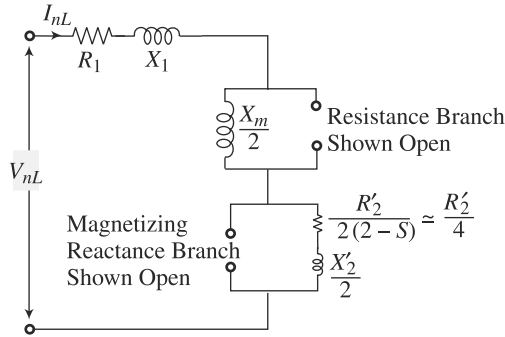 I_nL
R_1
X_1
X_m/2
Resistance Branch
Shown Open
V_nL
R′_2/2 (2 – S) ≃ R′_2/4
Magnetizing
Reactance Branch
Shown Open
X′_2/2